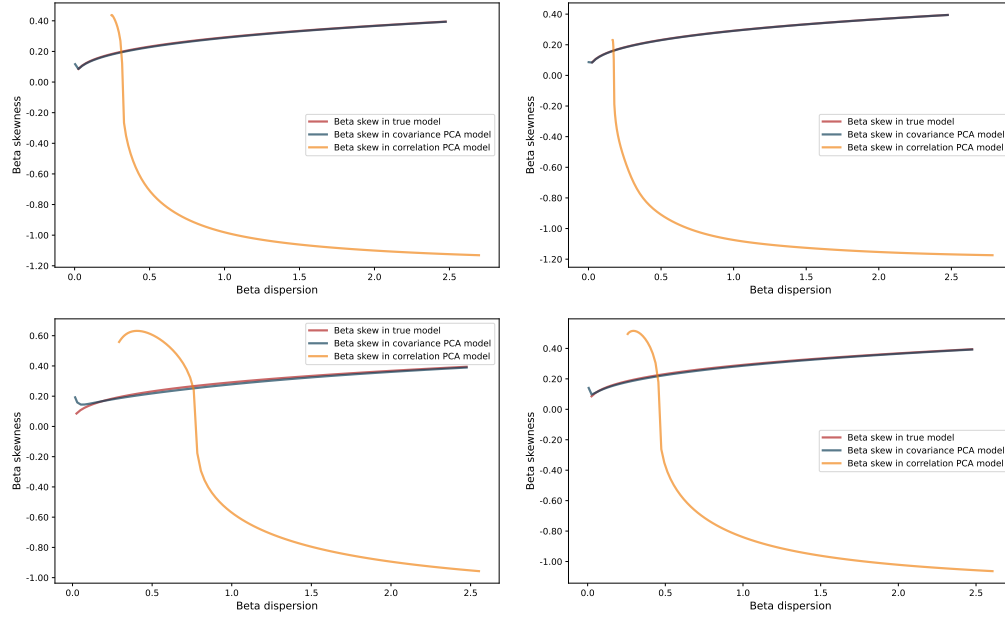 0.40
0.20
0.00
-0.20
-0.40
-0.60
-0.80
-1.00
-1.20
Beta skewness
Beta skew in true model
Beta skew in covariance PCA model
Beta skew in correlation PCA model
0.0 0.5 1.0 1.5 2.0 2.5
Beta dispersion
0.40
0.20
0.00
-0.20
-0.40
-0.60
-0.80
-1.00
-1.20
Beta skewness
Beta skew in true model
Beta skew in covariance PCA model
Beta skew in correlation PCA model
0.0 0.5 1.0 1.5 2.0 2.5
Beta dispersion
0.60
0.40
0.20
0.00
-0.20
-0.40
-0.60
-0.80
-1.00
Beta skewness
Beta skew in true model
Beta skew in covariance PCA model
Beta skew in correlation PCA model
0.0 0.5 1.0 1.5 2.0 2.5
Beta dispersion
0.40
0.20
0.00
-0.20
-0.40
-0.60
-0.80
-1.00
Beta skewness
Beta skew in true model
Beta skew in covariance PCA model
Beta skew in correlation PCA model
0.0 0.5 1.0 1.5 2.0 2.5
Beta dispersion